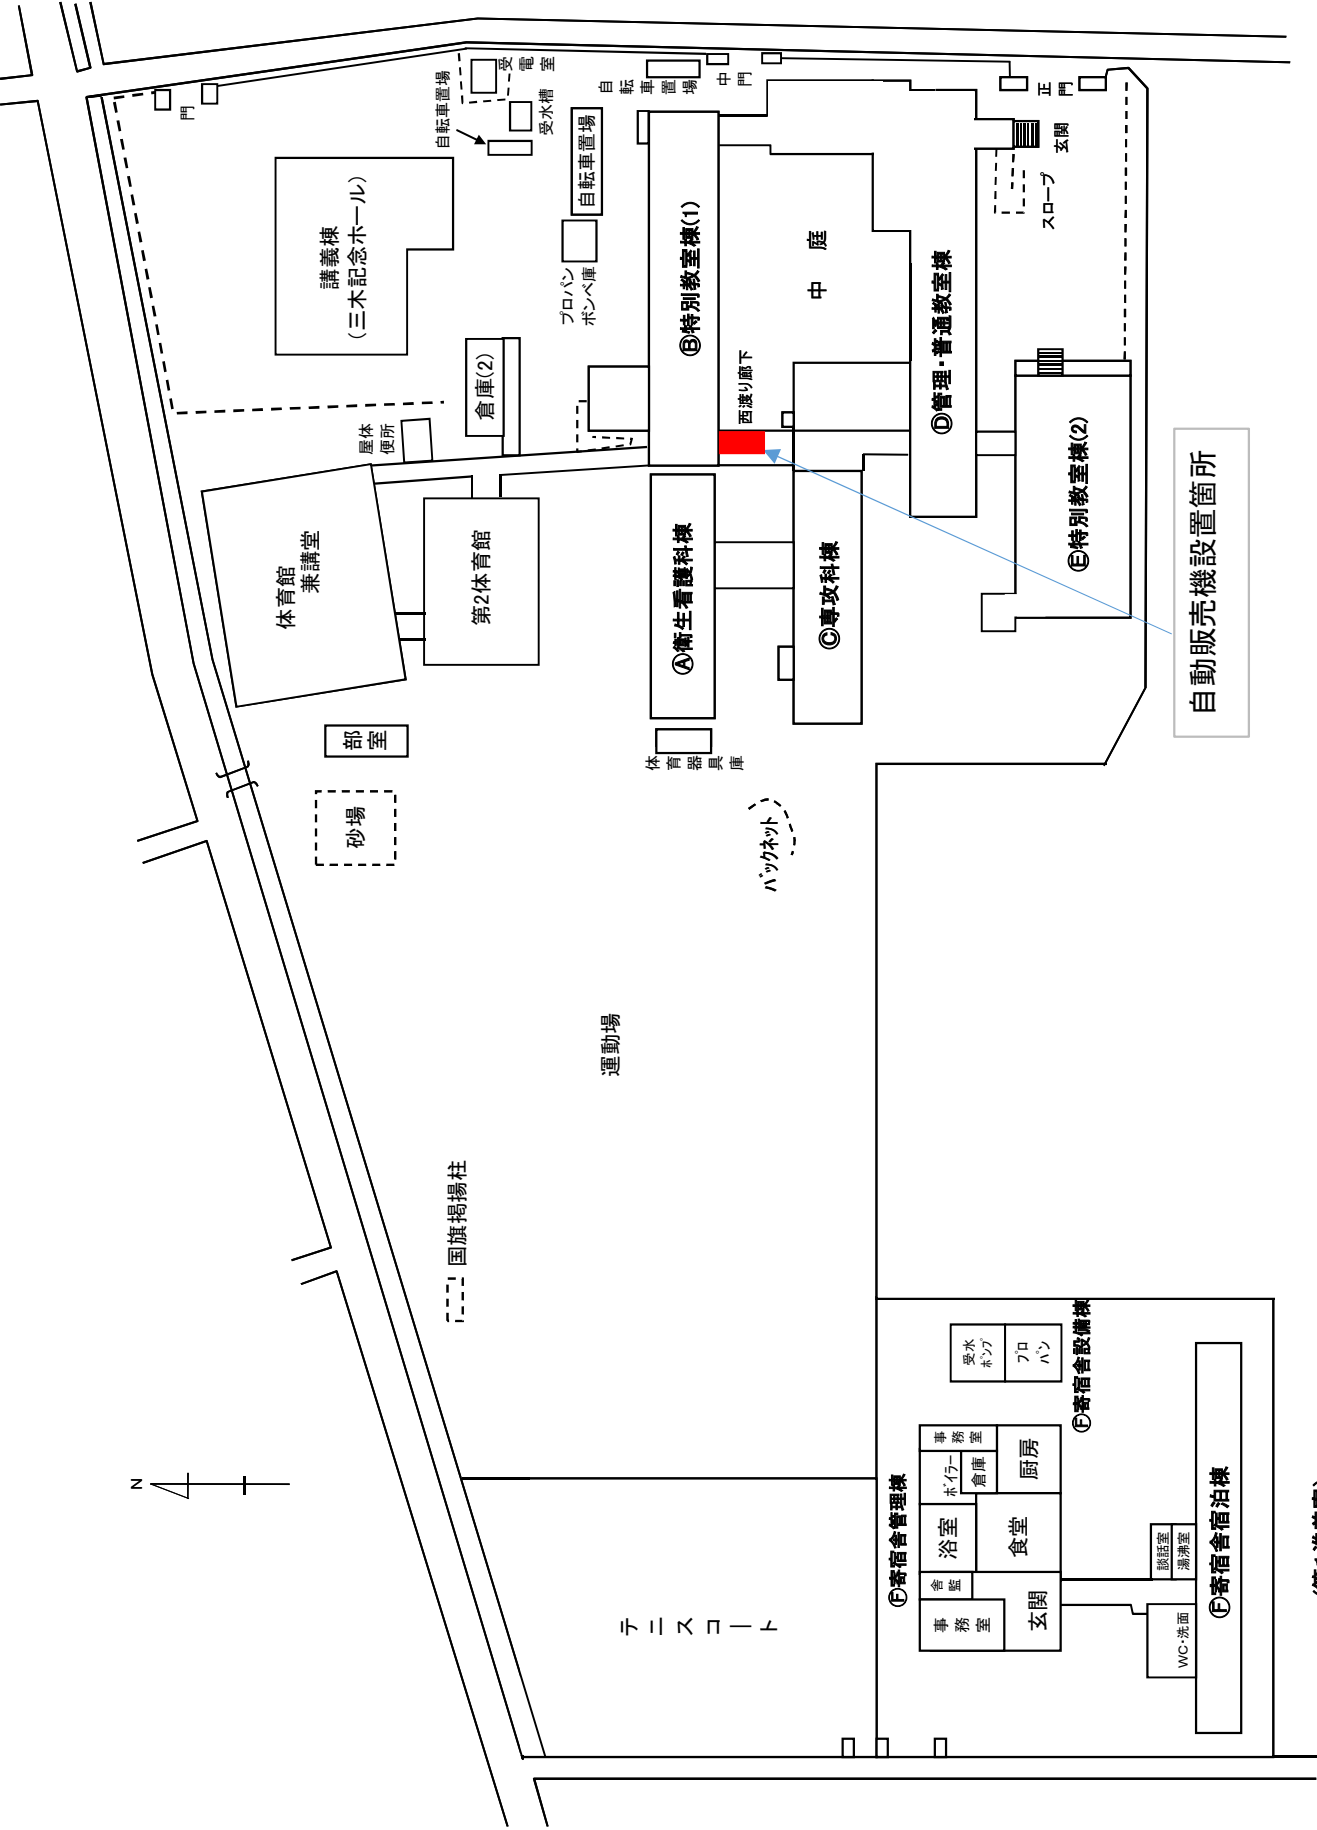 N
門
講義棟
(三木記念ホール)
自転車置場
受電室
受水槽
自転車置場
中門
自転車置場
プロパン
ボンベ庫
倉庫(2)
屋体
便所
体育館
兼講堂
第2体育館
部室
砂場
Ⓑ特別教室棟(1)
西渡り廊下
中庭
Ⓐ衛生看護科棟
Ⓒ専攻科棟
体育器具庫
バックネット
Ⓓ管理・普通教室棟
正門
玄関
スロープ
Ⓔ特別教室棟(2)
自動販売機設置箇所
運動場
国旗掲揚柱
テニスコート
Ⓕ寄宿舎管理棟
事務室
ボイラー
倉庫
厨房
浴室
食堂
舎監
事務室
玄関
受水
ポンプ
プロパン
Ⓕ寄宿舎設備棟
談話室
湯沸室
WC・洗面
Ⓕ寄宿舎宿泊棟